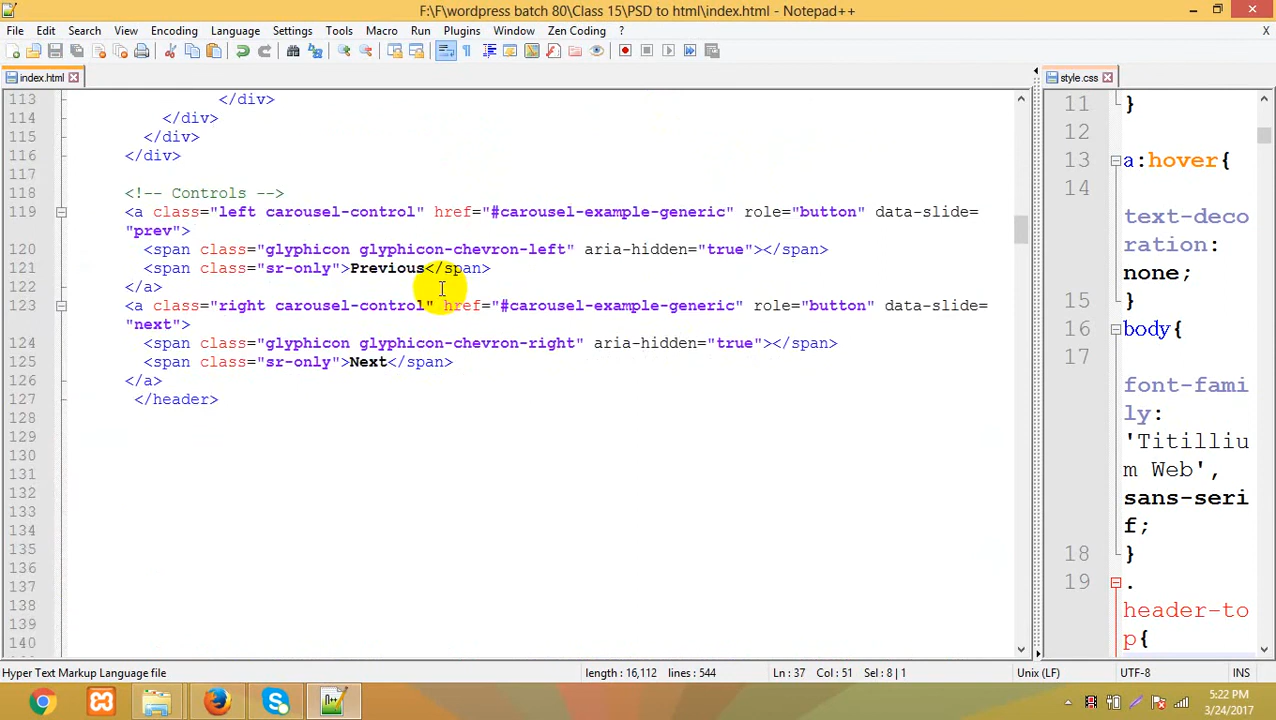 F:\F\wordpress batch 80\Class 15\PSD to html\index.html - Notepad++
File Edit Search View Encoding Language Settings Tools Macro Run Plugins Window Zen Coding ? X
index.html
style.css
113 </div>
114 </div>
115 </div>
116 </div>
117
118 <!-- Controls -->
119 <a class="left carousel-control" href="#carousel-example-generic" role="button" data-slide=
"prev">
120 <span class="glyphicon glyphicon-chevron-left" aria-hidden="true"></span>
121 <span class="sr-only">Previous</span>
122 </a>
123 <a class="right carousel-control" href="#carousel-example-generic" role="button" data-slide=
"next">
124 <span class="glyphicon glyphicon-chevron-right" aria-hidden="true"></span>
125 <span class="sr-only">Next</span>
126 </a>
127 </header>
128
129
130
131
132
133
134
135
136
137
138
139
140
11 }
12
13 a:hover{
14
text-deco
ration:
none;
15 }
16 body{
17
font-fami
ly:
'Titilliu
m Web',
sans-seri
f;
18 }
19 .
header-to
p{
Hyper Text Markup Language file length : 16,112 lines : 544 Ln : 37 Col : 51 Sel : 8 | 1 Unix (LF) UTF-8 INS
5:22 PM
3/24/2017